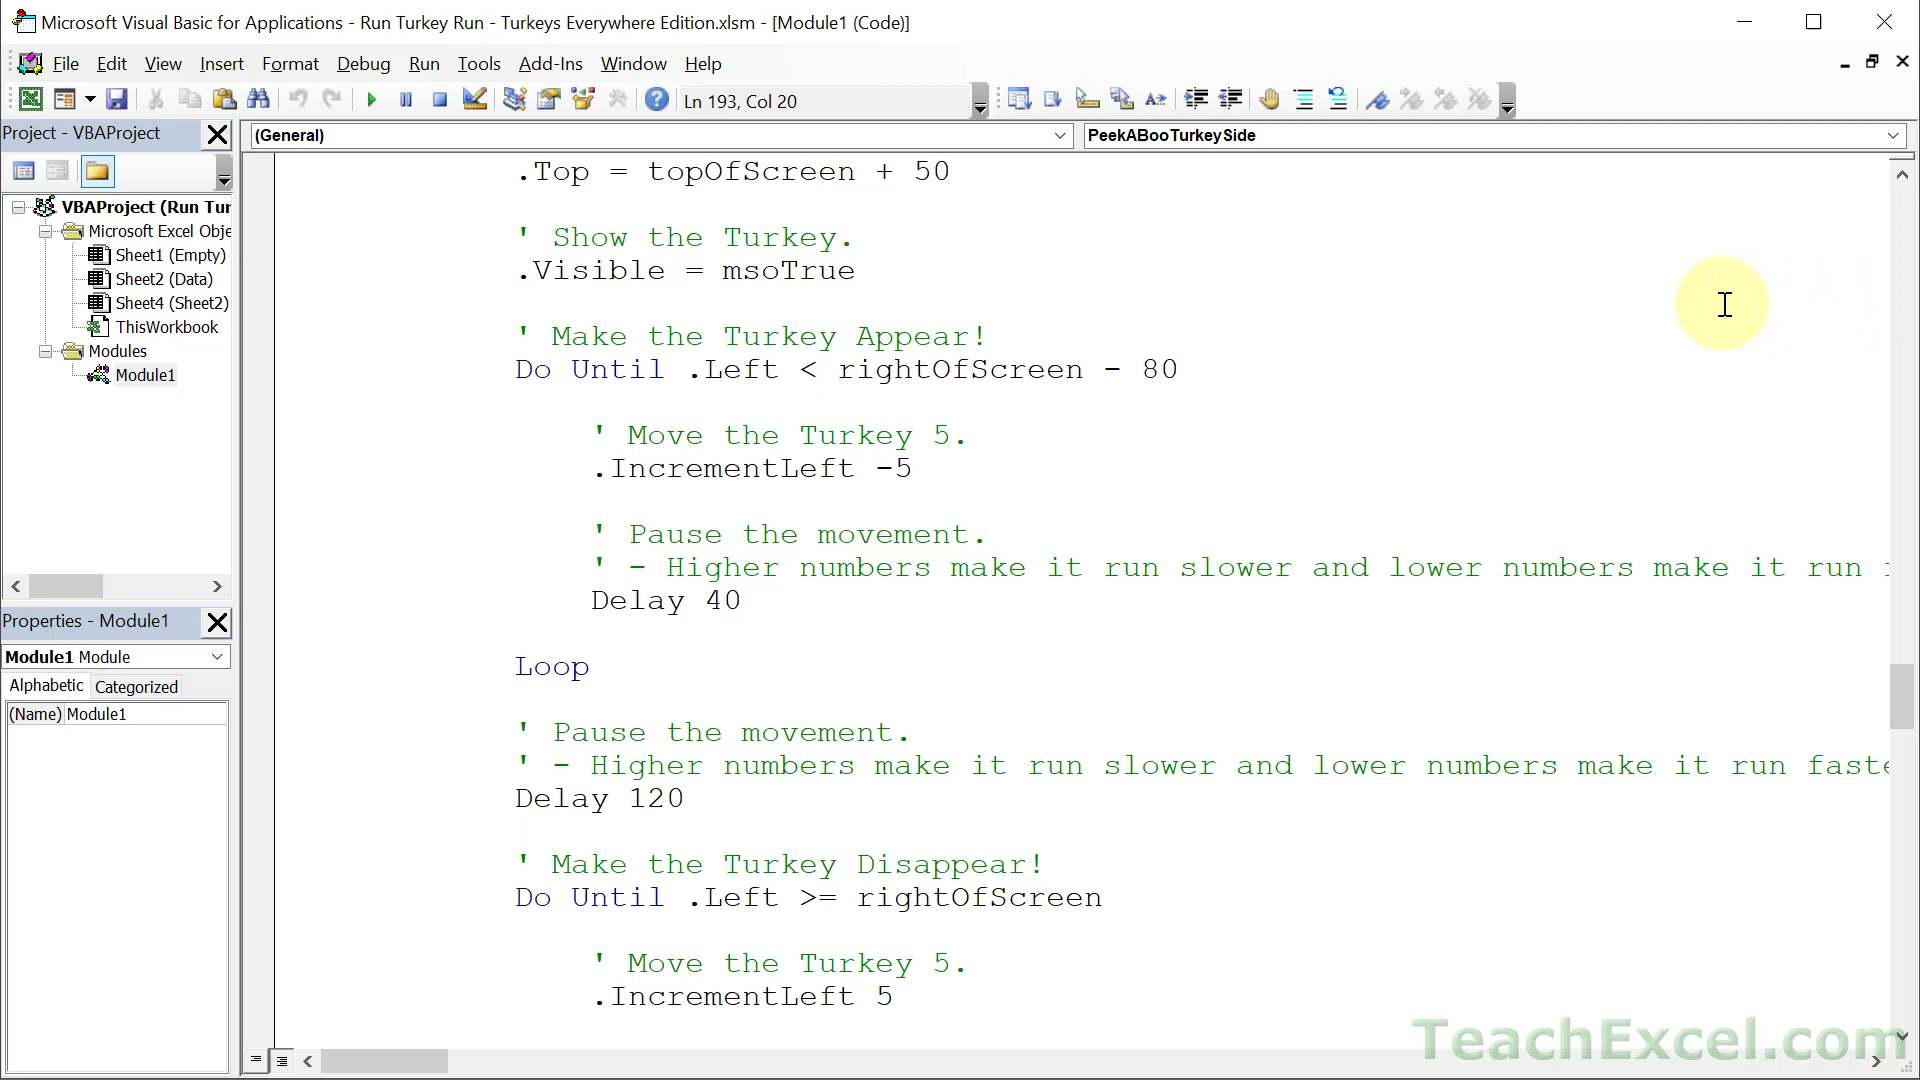 Microsoft Visual Basic for Applications - Run Turkey Run - Turkeys Everywhere Edition.xlsm - [Module1 (Code)]
File Edit View Insert Format Debug Run Tools Add-Ins Window Help
Ln 193, Col 20
Project - VBAProject
(General)
PeekABooTurkeySide
VBAProject (Run Tur
Microsoft Excel Obje
Sheet1 (Empty)
Sheet2 (Data)
Sheet4 (Sheet2)
ThisWorkbook
Modules
Module1
Properties - Module1
Module1 Module
Alphabetic Categorized
(Name) Module1
.Top = topOfScreen + 50
' Show the Turkey.
.Visible = msoTrue
' Make the Turkey Appear!
Do Until .Left < rightOfScreen - 80
' Move the Turkey 5.
.IncrementLeft -5
' Pause the movement.
' - Higher numbers make it run slower and lower numbers make it run
Delay 40
Loop
' Pause the movement.
' - Higher numbers make it run slower and lower numbers make it run faste
Delay 120
' Make the Turkey Disappear!
Do Until .Left >= rightOfScreen
' Move the Turkey 5.
.IncrementLeft 5
TeachExcel.com